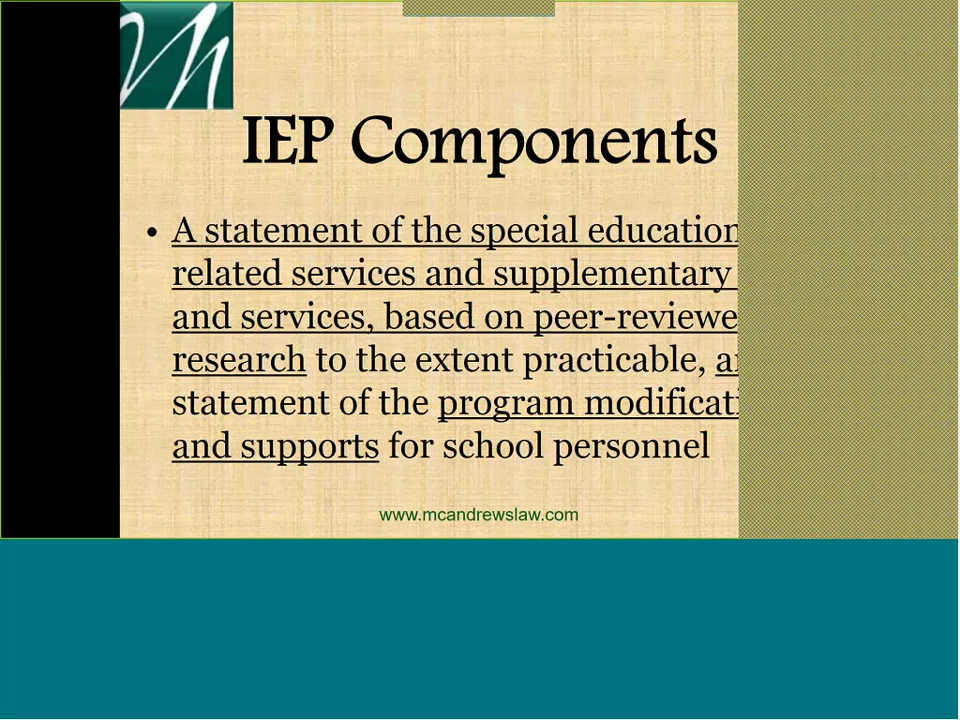 IEP Components
• A statement of the special education
related services and supplementary
and services, based on peer-reviewe
research to the extent practicable, a
statement of the program modificati
and supports for school personnel
www.mcandrewslaw.com